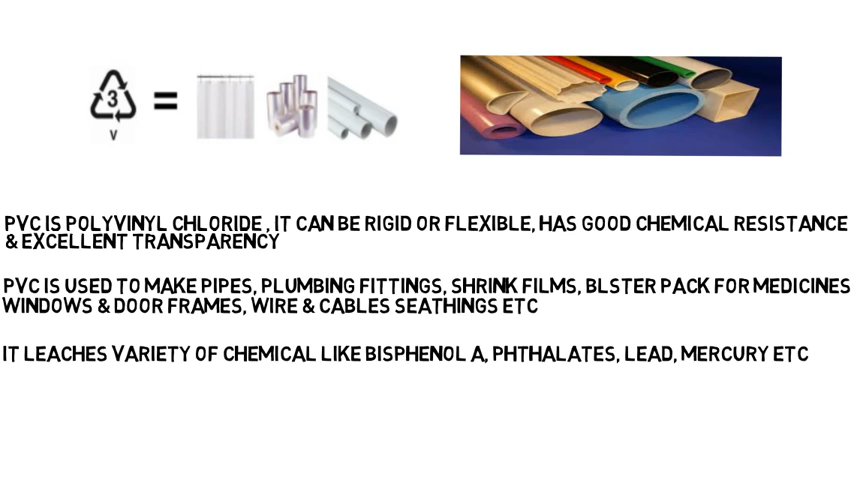 3
V
=
PVC IS POLYVINYL CHLORIDE , IT CAN BE RIGID OR FLEXIBLE, HAS GOOD CHEMICAL RESISTANCE
& EXCELLENT TRANSPARENCY
PVC IS USED TO MAKE PIPES, PLUMBING FITTINGS, SHRINK FILMS, BLSTER PACK FOR MEDICINES
WINDOWS & DOOR FRAMES, WIRE & CABLES SEATHINGS ETC
IT LEACHES VARIETY OF CHEMICAL LIKE BISPHENOL A, PHTHALATES, LEAD, MERCURY ETC